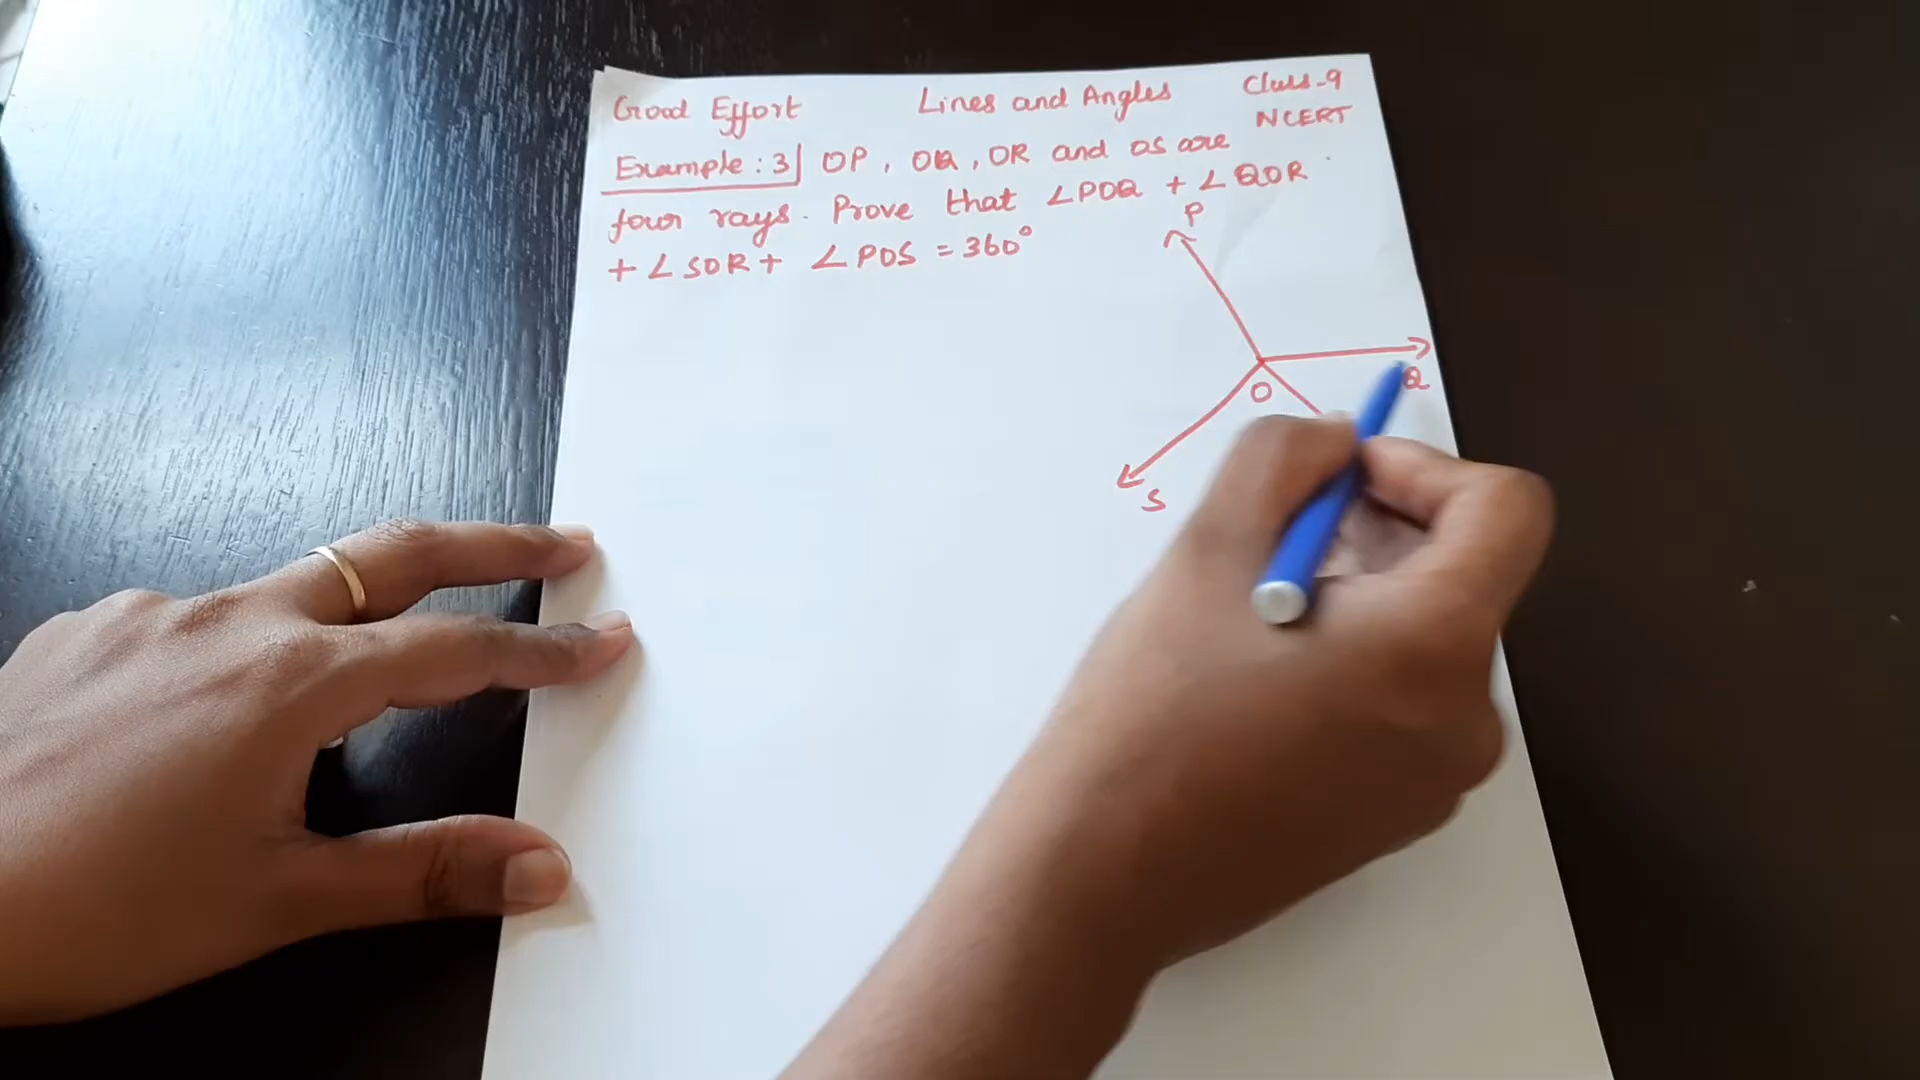 Good Effort Lines and Angles Class-9
NCERT
Example: 3 OP, OQ, OR and OS are
four rays. Prove that ∠POQ + ∠QOR
+ ∠SOR + ∠POS = 360°
P
Q
O
S